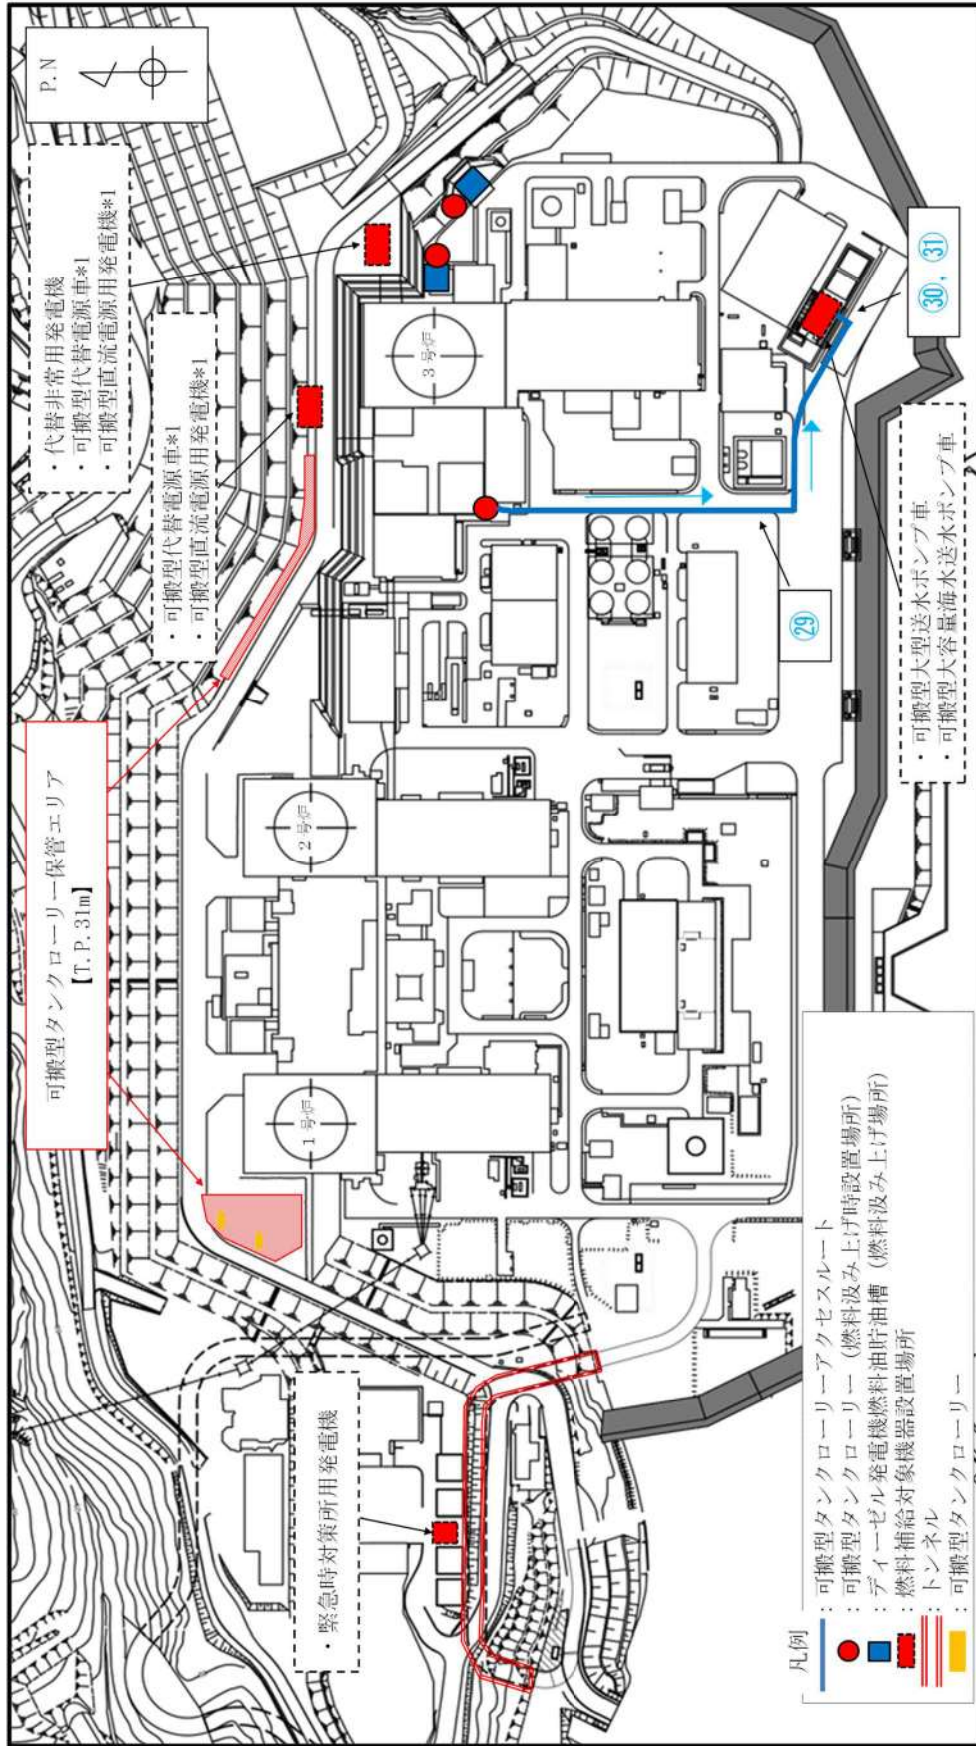 P.N
・代替非常用発電機
・可搬型代替電源車*1
・可搬型直流電源用発電機*1
・可搬型代替電源車*1
・可搬型直流電源用発電機*1
可搬型タンクローリー保管エリア
【T.P.31m】
・緊急時対策所用発電機
1号炉
2号炉
3号炉
㉙
㉚，㉛
・可搬型大型送水ポンプ車
・可搬型大容量海水送水ポンプ車
凡例
：可搬型タンクローリーアクセスルート
：可搬型タンクローリー（燃料汲み上げ時設置場所）
：ディーゼル発電機燃料油貯油槽（燃料汲み上げ場所）
：燃料補給対象機器設置場所
：トンネル
：可搬型タンクローリー